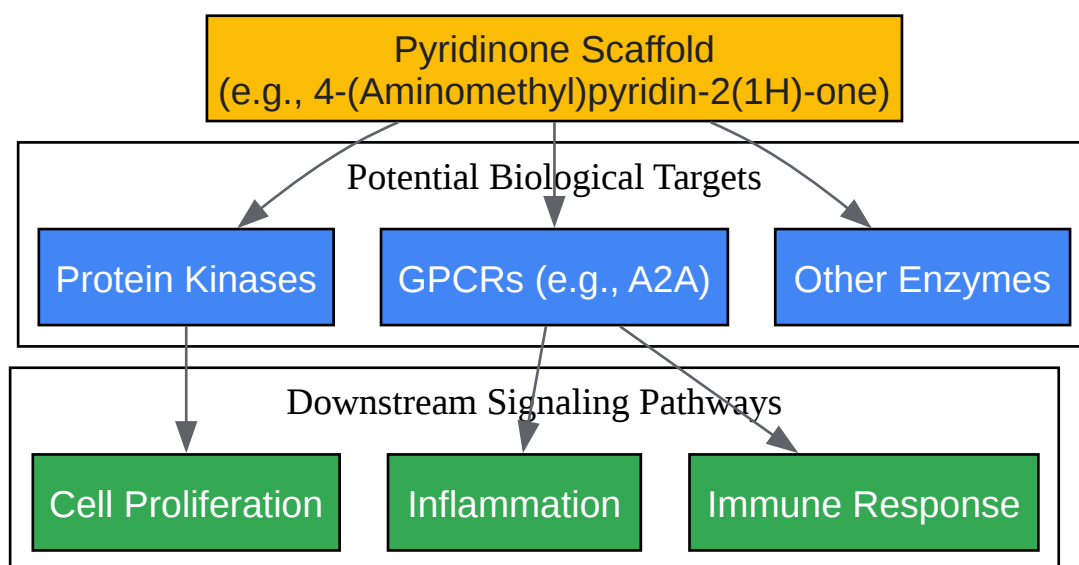 Pyridinone Scaffold
(e.g., 4-(Aminomethyl)pyridin-2(1H)-one)
Potential Biological Targets
Protein Kinases
GPCRs (e.g., A2A)
Other Enzymes
Downstream Signaling Pathways
Cell Proliferation
Inflammation
Immune Response